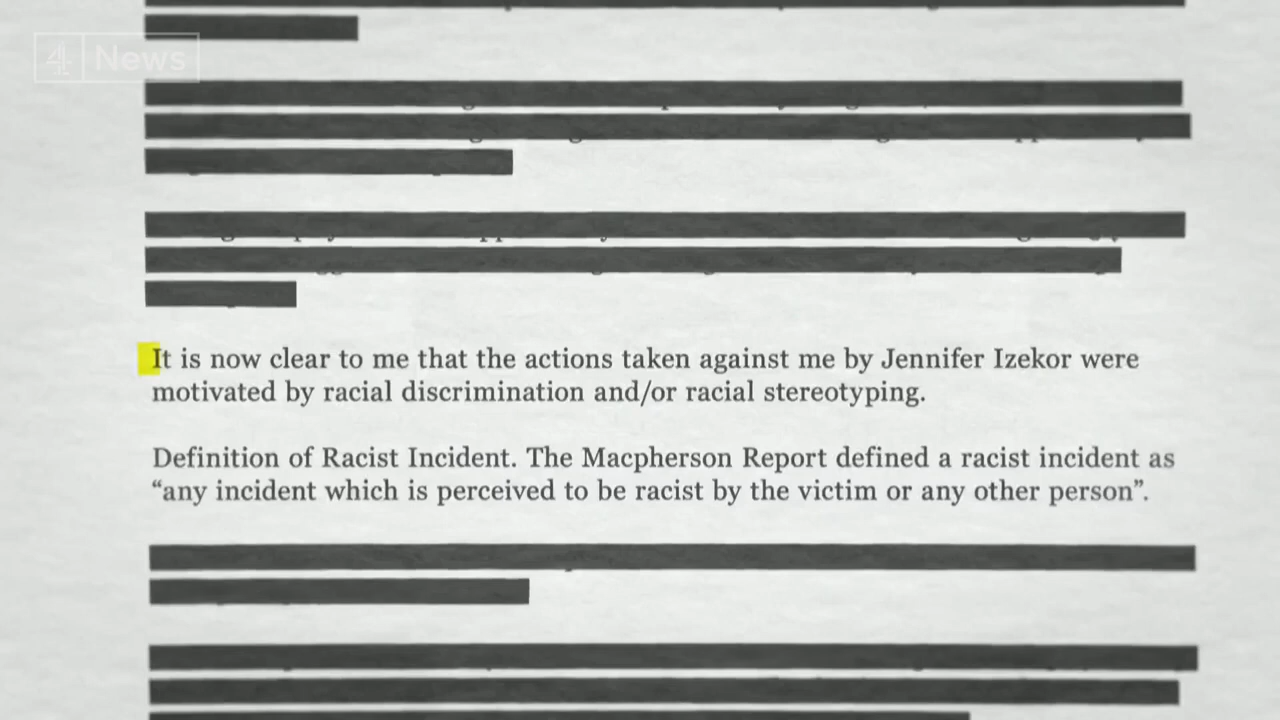 4 News
It is now clear to me that the actions taken against me by Jennifer Izekor were
motivated by racial discrimination and/or racial stereotyping.
Definition of Racist Incident. The Macpherson Report defined a racist incident as
“any incident which is perceived to be racist by the victim or any other person”.